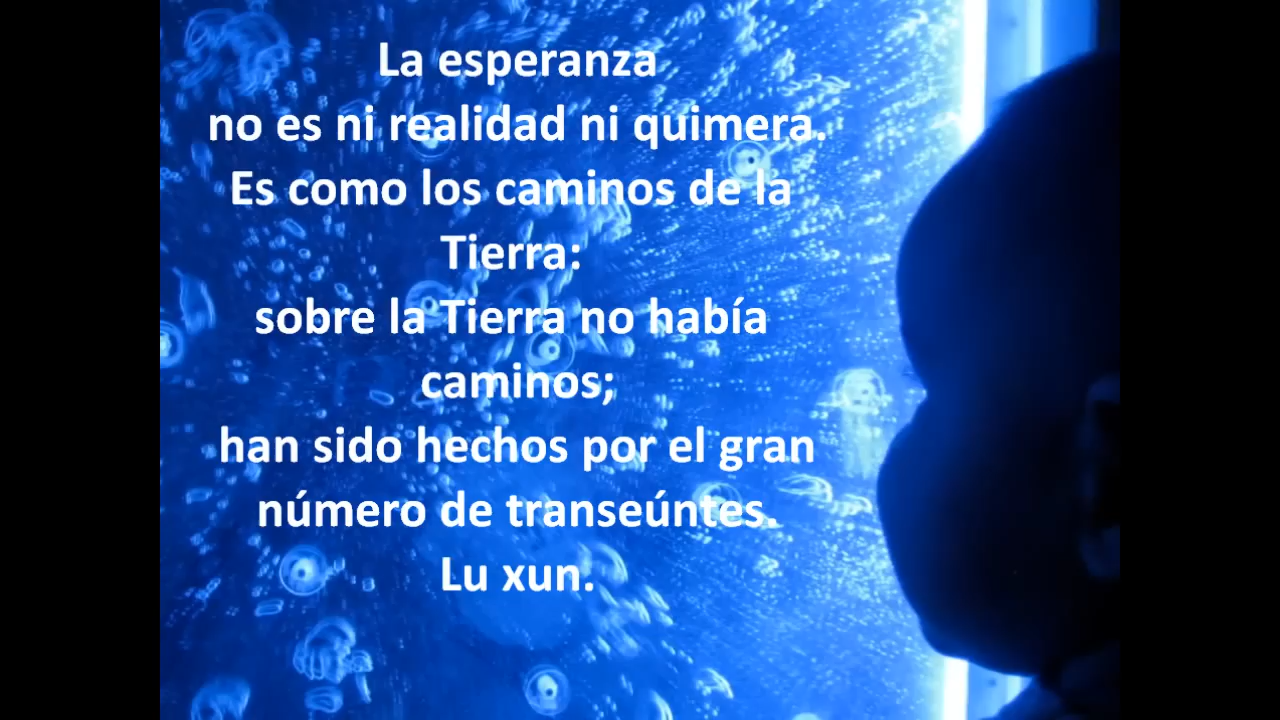 La esperanza
no es ni realidad ni quimera.
Es como los caminos de la
Tierra:
sobre la Tierra no había
caminos;
han sido hechos por el gran
número de transeúntes.
Lu xun.